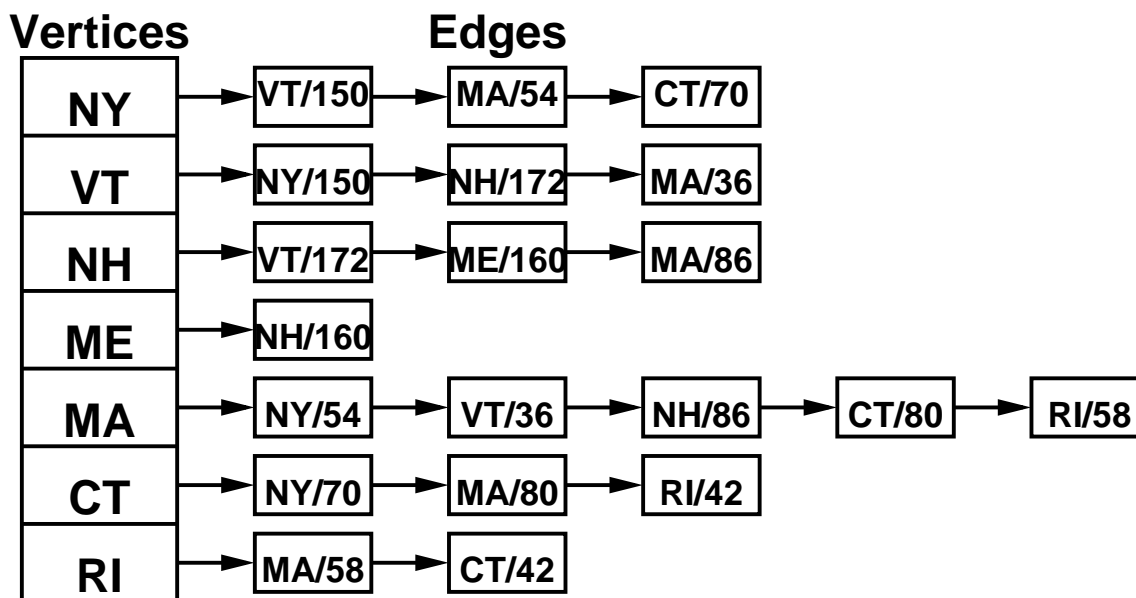 Vertices Edges
NY VT/150 MA/54 CT/70
VT NY/150 NH/172 MA/36
NH VT/172 ME/160 MA/86
ME NH/160
MA NY/54 VT/36 NH/86 CT/80 RI/58
CT NY/70 MA/80 RI/42
RI MA/58 CT/42